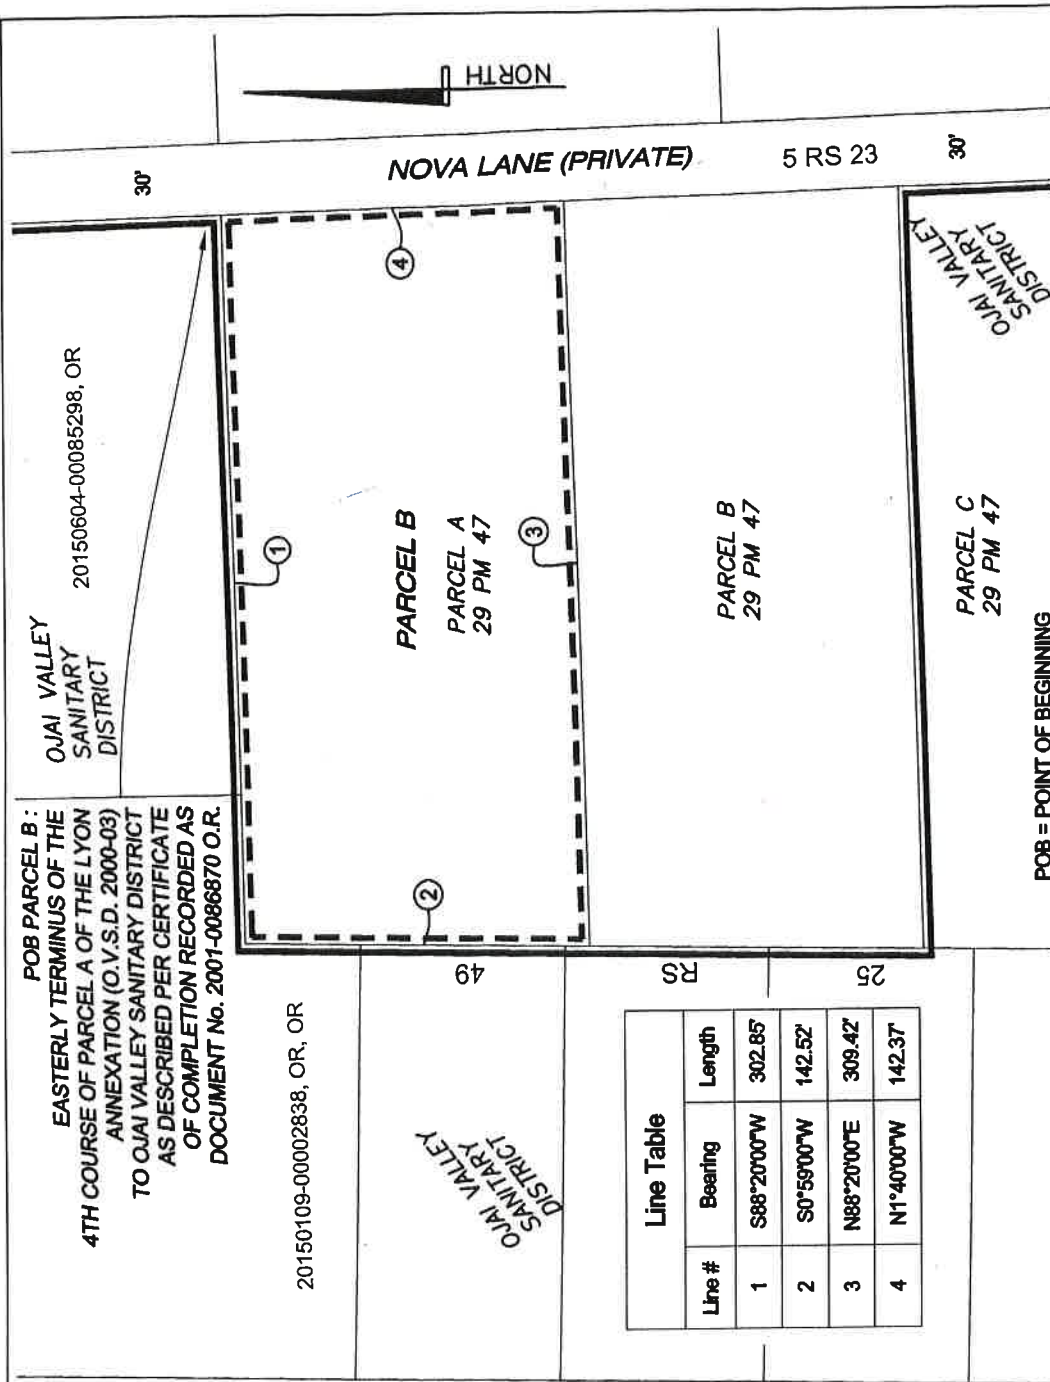 POB PARCEL B :
EASTERLY TERMINUS OF THE
4TH COURSE OF PARCEL A OF THE LYON
ANNEXATION (O.V.S.D. 2000-03)
TO OJAI VALLEY SANITARY DISTRICT
AS DESCRIBED PER CERTIFICATE
OF COMPLETION RECORDED AS
DOCUMENT No. 2001-0086870 O.R.
OJAI VALLEY
SANITARY
DISTRICT
20150604-00085298, OR
30'
NORTH
NOVA LANE (PRIVATE)
5 RS 23
30'
1
2
3
4
PARCEL B
PARCEL A
29 PM 47
PARCEL B
29 PM 47
PARCEL C
29 PM 47
OJAI VALLEY
SANITARY
DISTRICT
20150109-00002838, OR, OR
OJAI VALLEY
SANITARY
DISTRICT
49
RS
25
Line Table
Line # Bearing Length
1 S88°20'00"W 302.85'
2 S0°59'00"W 142.52'
3 N88°20'00"E 309.42'
4 N1°40'00"W 142.37'
POB = POINT OF BEGINNING